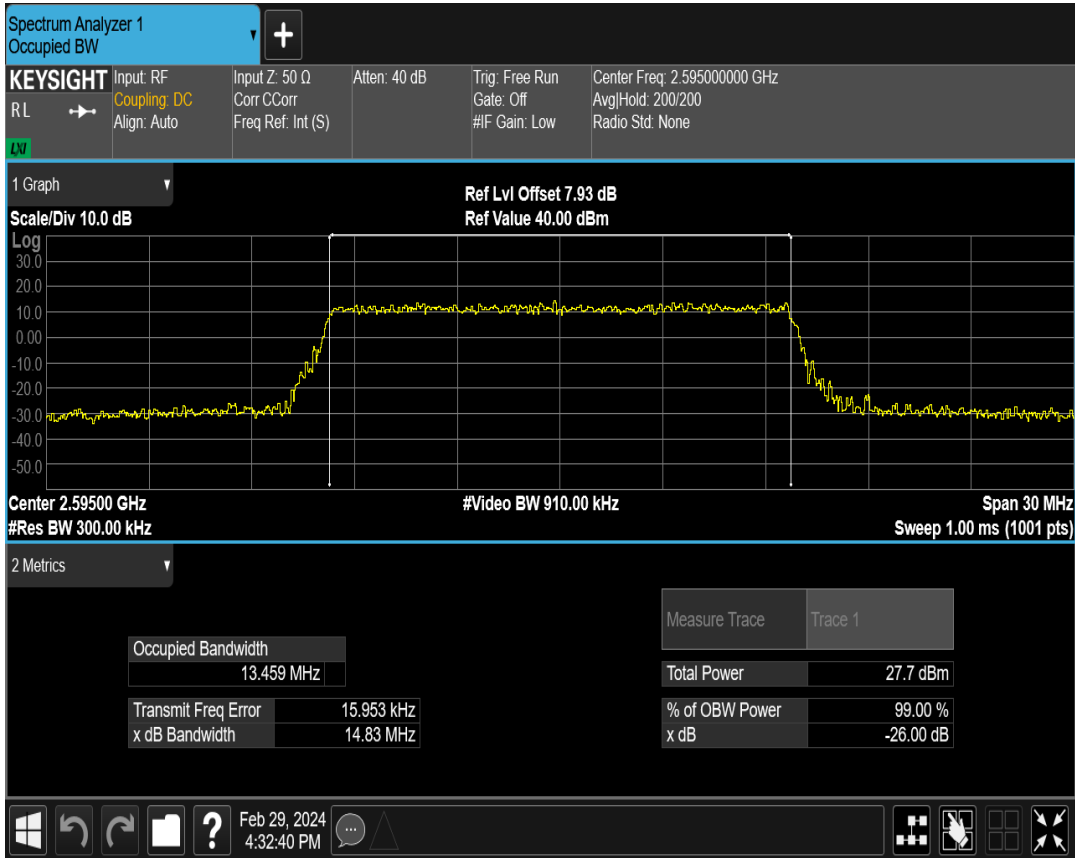 Spectrum Analyzer 1
Occupied BW
KEYSIGHT
R L
LXI
Input: RF
Coupling: DC
Align: Auto
Input Z: 50 Ω
Corr CCorr
Freq Ref: Int (S)
Atten: 40 dB
Trig: Free Run
Gate: Off
#IF Gain: Low
Center Freq: 2.595000000 GHz
Avg|Hold: 200/200
Radio Std: None
1 Graph
Scale/Div 10.0 dB
Ref Lvl Offset 7.93 dB
Ref Value 40.00 dBm
Log
30.0
20.0
10.0
0.00
-10.0
-20.0
-30.0
-40.0
-50.0
Center 2.59500 GHz
#Video BW 910.00 kHz
Span 30 MHz
#Res BW 300.00 kHz
Sweep 1.00 ms (1001 pts)
2 Metrics
Measure Trace Trace 1
Occupied Bandwidth
13.459 MHz
Total Power 27.7 dBm
Transmit Freq Error 15.953 kHz
% of OBW Power 99.00 %
x dB Bandwidth 14.83 MHz
x dB -26.00 dB
Feb 29, 2024
4:32:40 PM